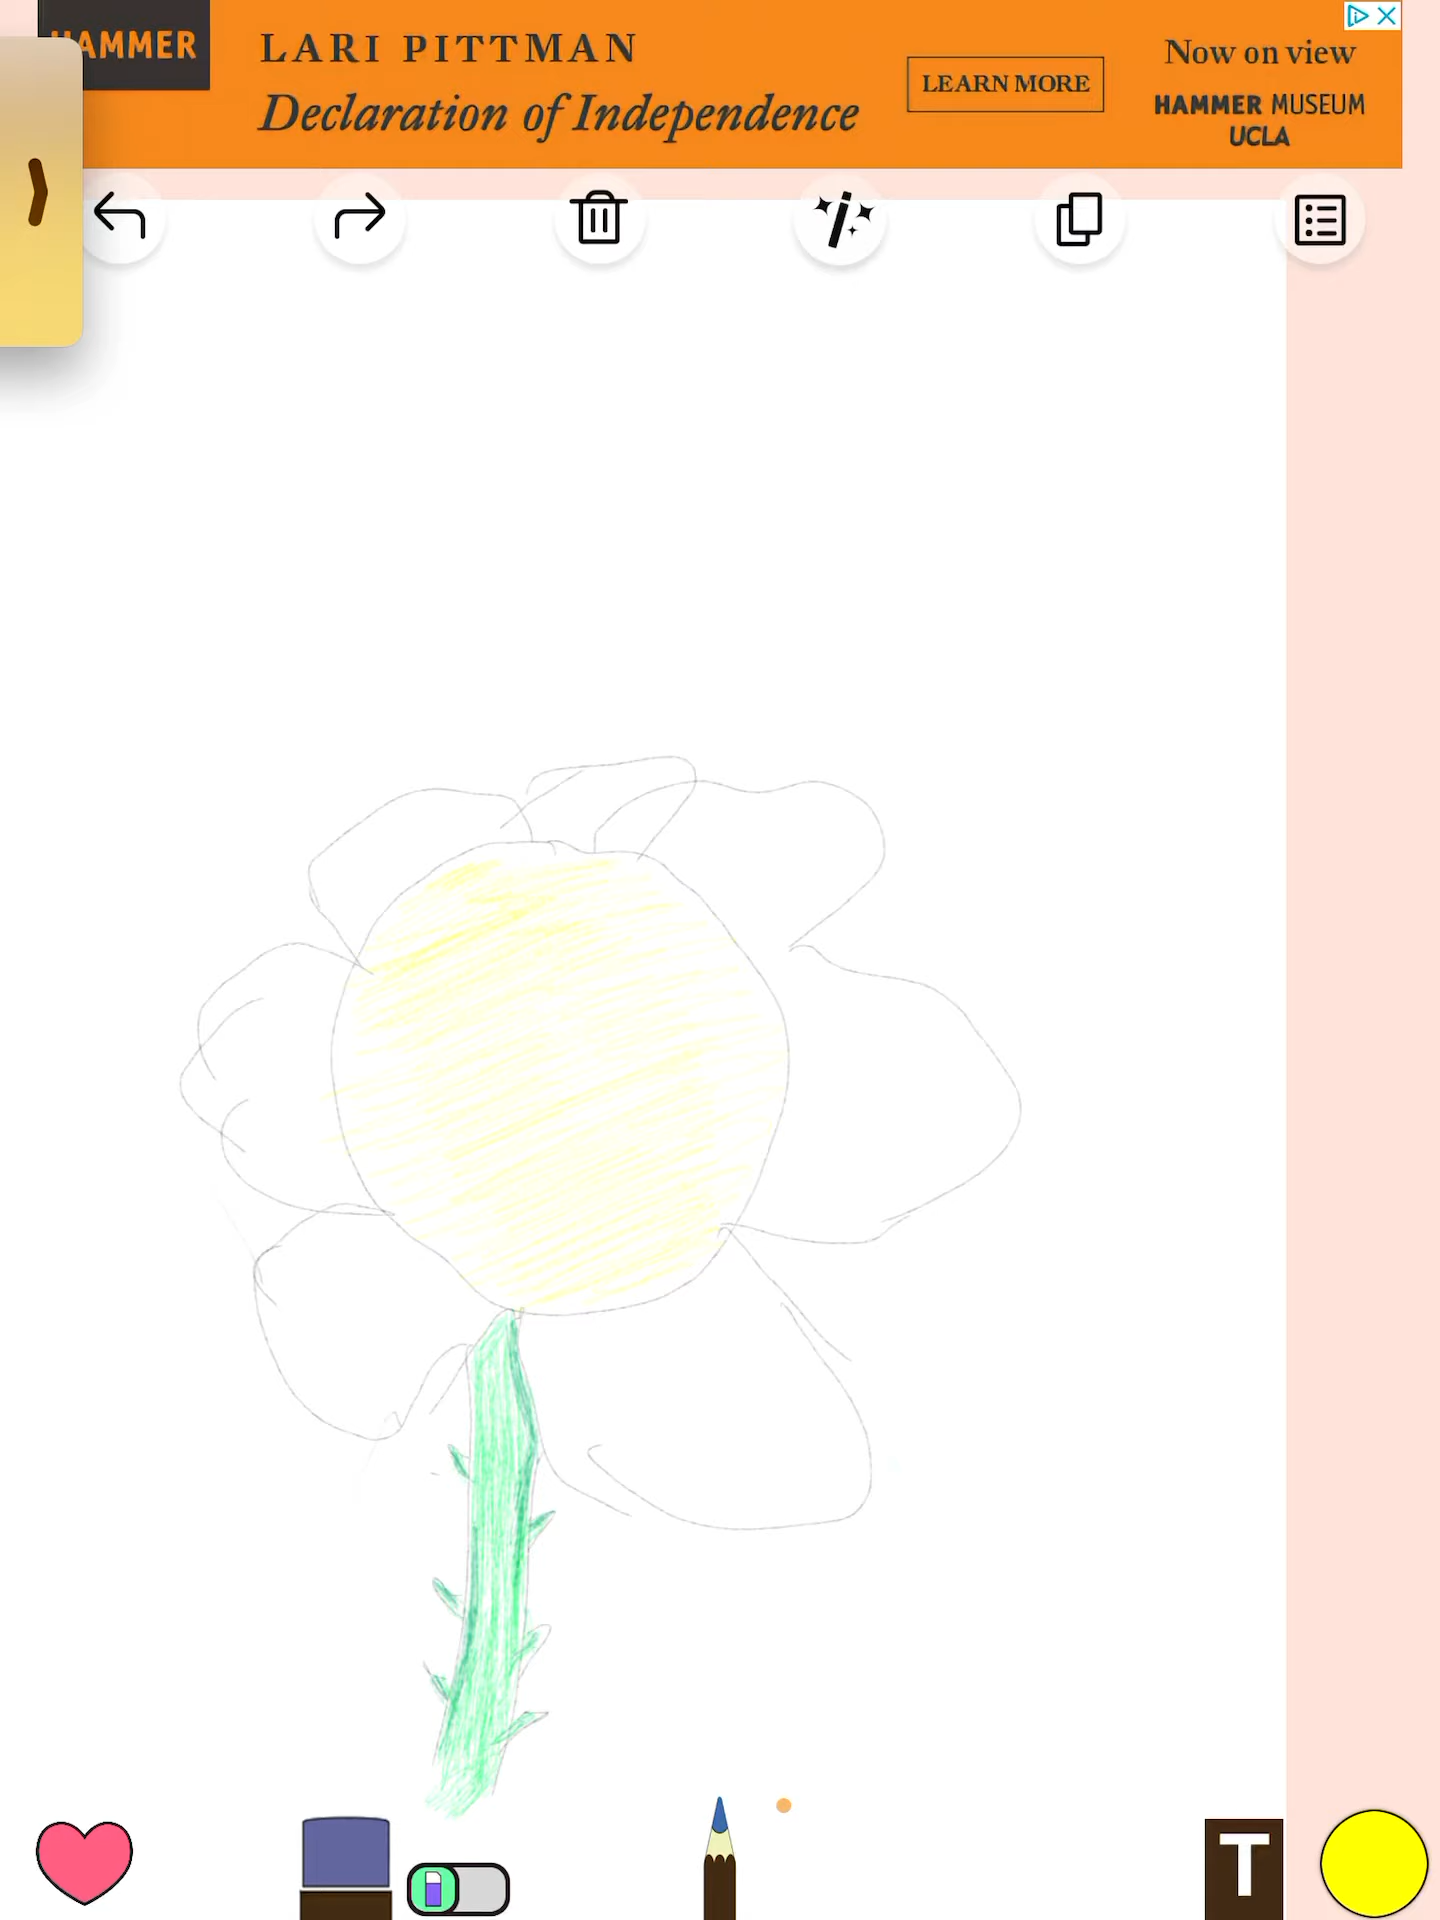 HAMMER
LARI PITTMAN
Declaration of Independence
LEARN MORE
Now on view
HAMMER MUSEUM
UCLA
T